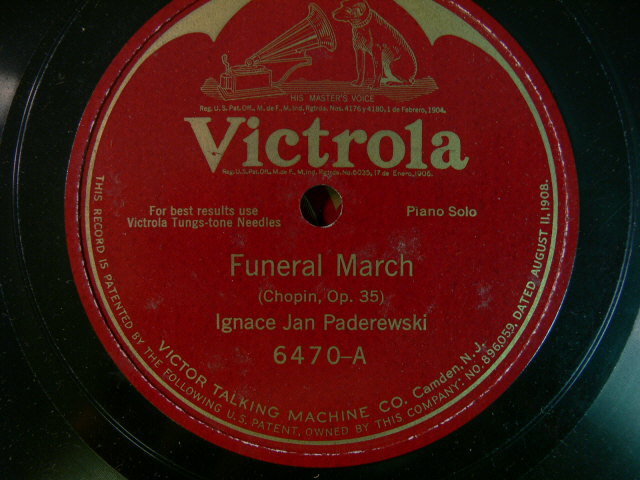 HIS MASTER'S VOICE
Reg. U.S. Pat. Off., M. de F., M. Ind. Rgtrda. Nos. 4176 y 4180, 1 de Febrero, 1904.
Victrola
Reg. U.S. Pat. Off., M. de F., M. Ind. Rgtrda. No. 6035, 17 de Enero, 1906.
For best results use
Victrola Tungs-tone Needles
Piano Solo
Funeral March
(Chopin, Op. 35)
Ignace Jan Paderewski
6470-A
VICTOR TALKING MACHINE CO. Camden, N.J.
THIS RECORD IS PATENTED BY THE FOLLOWING U.S. PATENT, OWNED BY THIS COMPANY: NO. 896,059, DATED AUGUST 11, 1908.